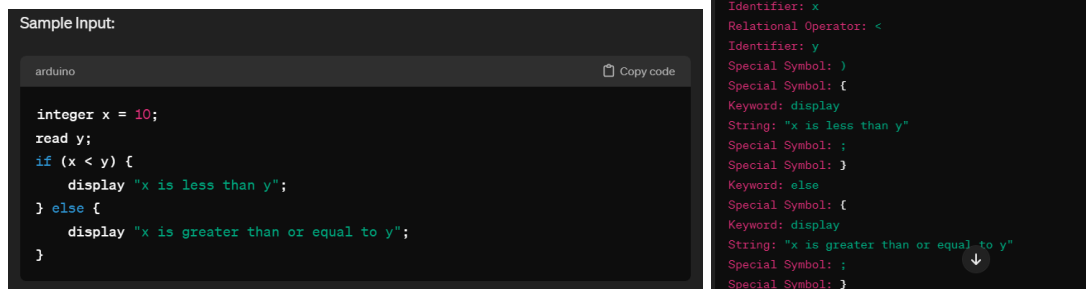 Sample Input:
arduino
Copy code
integer x = 10;
read y;
if (x < y) {
    display "x is less than y";
} else {
    display "x is greater than or equal to y";
}
Identifier: x
Relational Operator: <
Identifier: y
Special Symbol: )
Special Symbol: {
Keyword: display
String: "x is less than y"
Special Symbol: ;
Special Symbol: }
Keyword: else
Special Symbol: {
Keyword: display
String: "x is greater than or equal to y"
Special Symbol: ;
Special Symbol: }